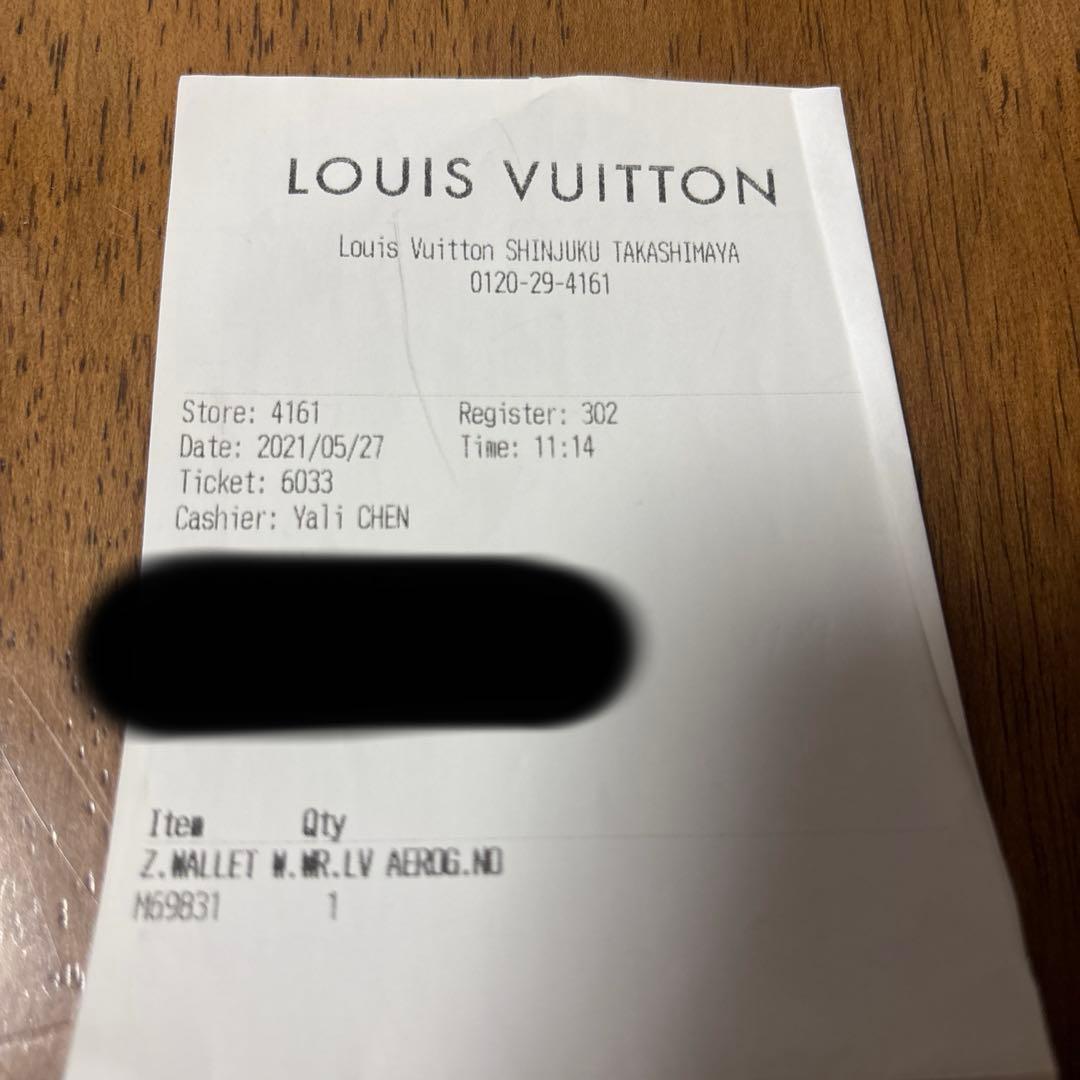 LOUIS VUITTON
Louis Vuitton SHINJUKU TAKASHIMAYA
0120-29-4161
Store: 4161 Register: 302
Date: 2021/05/27 Time: 11:14
Ticket: 6033
Cashier: Yali CHEN
Item Qty
Z.WALLET W.WR.LV AEROG.NO
M69831 1